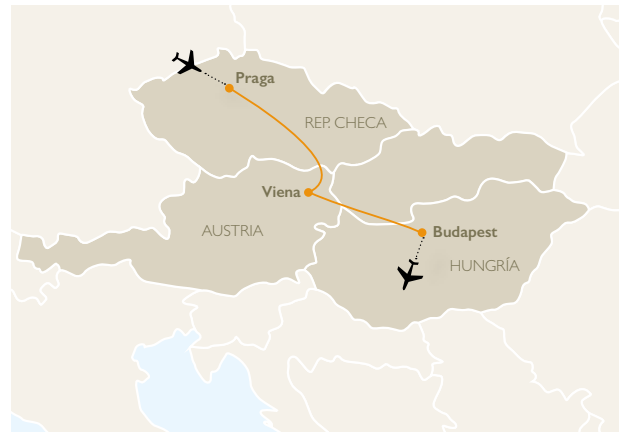 Praga
REP. CHECA
Viena
AUSTRIA
Budapest
HUNGRÍA